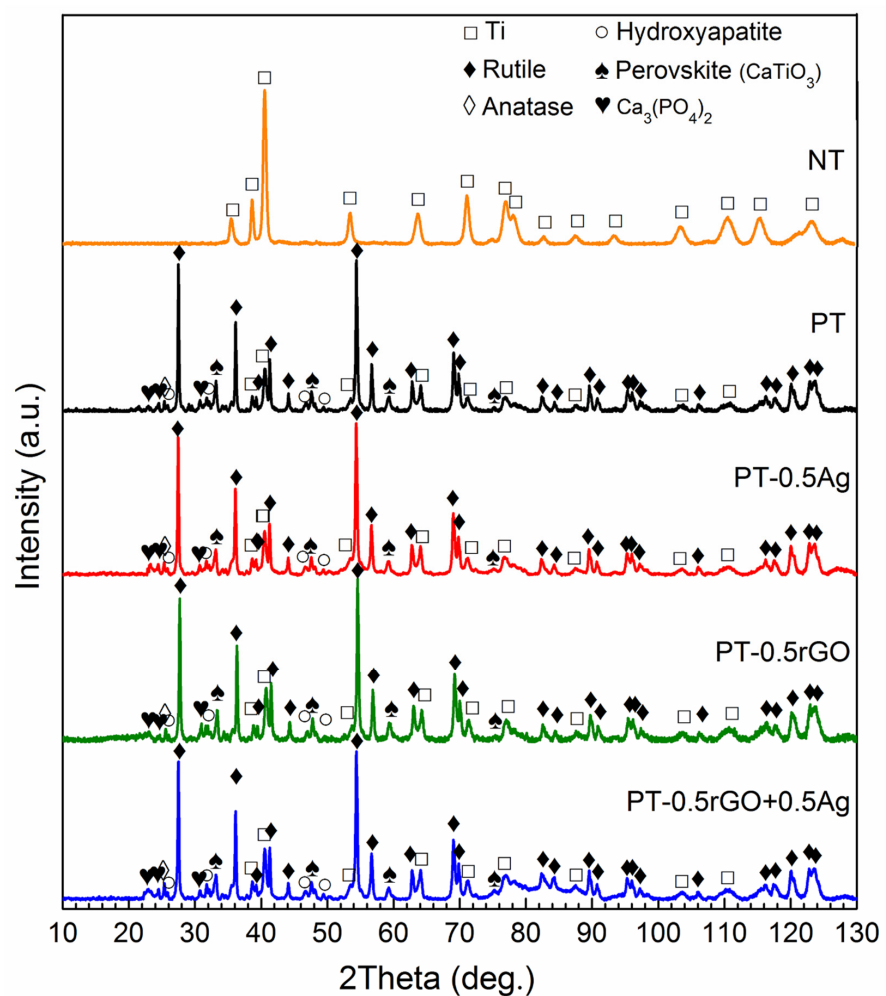 Ti
Hydroxyapatite
Rutile
Perovskite (CaTiO₃)
Anatase
Ca₃(PO₄)₂
NT
PT
PT-0.5Ag
PT-0.5rGO
PT-0.5rGO+0.5Ag
Intensity (a.u.)
10 20 30 40 50 60 70 80 90 100 110 120 130
2Theta (deg.)